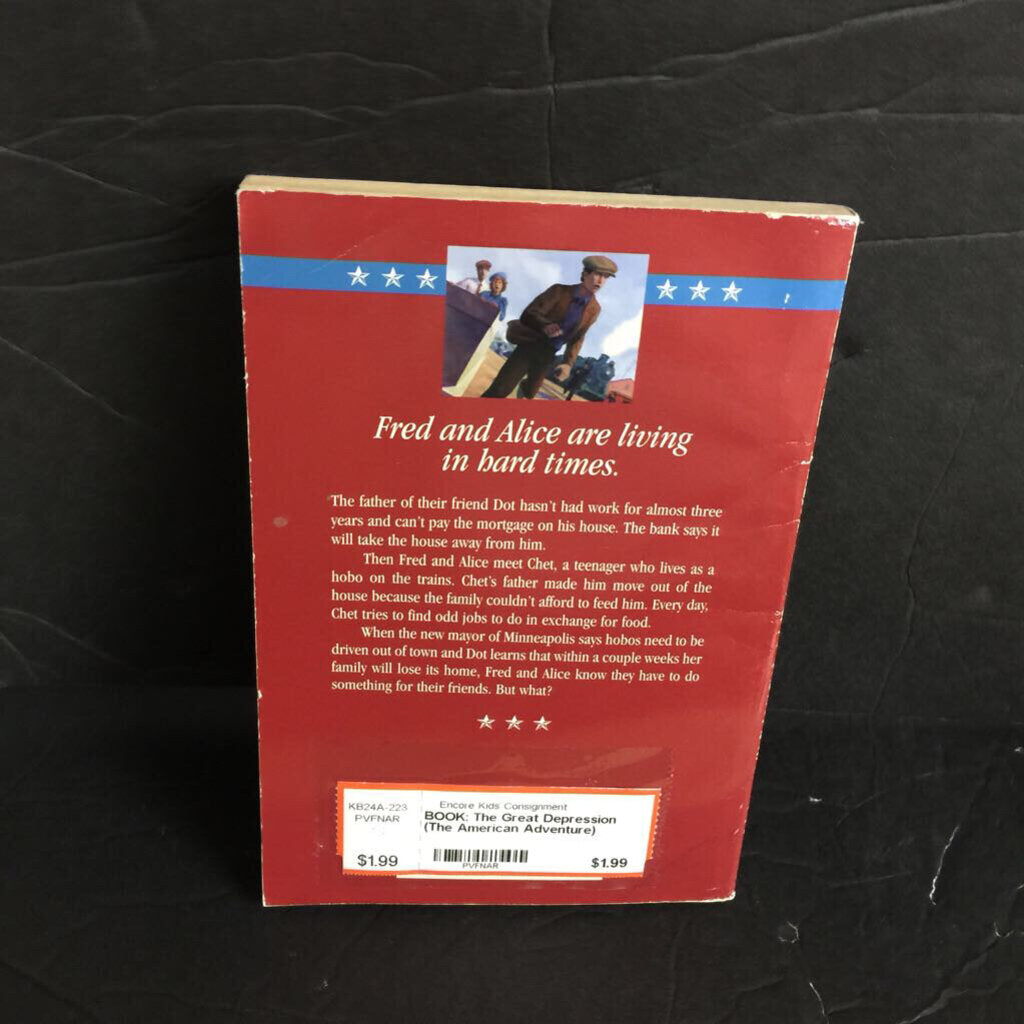 Fred and Alice are living
in hard times.
The father of their friend Dot hasn't had work for almost three
years and can't pay the mortgage on his house. The bank says it
will take the house away from him.
Then Fred and Alice meet Chet, a teenager who lives as a
hobo on the trains. Chet's father made him move out of the
house because the family couldn't afford to feed him. Every day,
Chet tries to find odd jobs to do in exchange for food.
When the new mayor of Minneapolis says hobos need to be
driven out of town and Dot learns that within a couple weeks her
family will lose its home, Fred and Alice know they have to do
something for their friends. But what?
KB24A-223
PVFNAR
$1.99
Encore Kids Consignment
BOOK: The Great Depression
(The American Adventure)
PVFNAR
$1.99